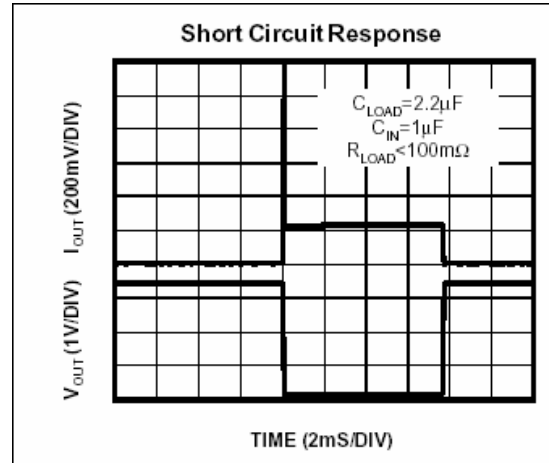 Short Circuit Response
C_LOAD=2.2µF
C_IN=1µF
R_LOAD<100mΩ
I_OUT (200mV/DIV)
V_OUT (1V/DIV)
TIME (2mS/DIV)